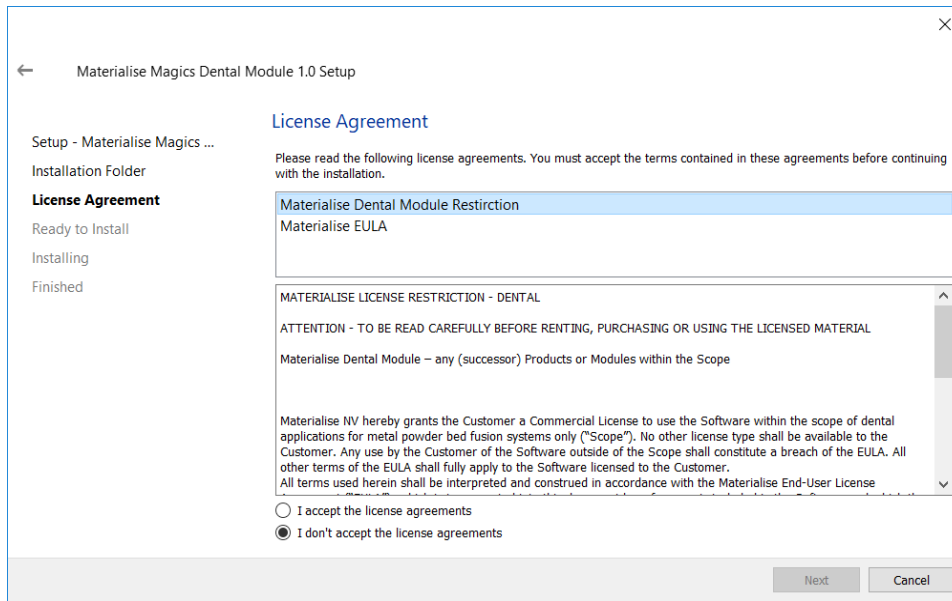 Materialise Magics Dental Module 1.0 Setup
Setup - Materialise Magics ...
Installation Folder
License Agreement
Ready to Install
Installing
Finished
License Agreement
Please read the following license agreements. You must accept the terms contained in these agreements before continuing
with the installation.
Materialise Dental Module Restirction
Materialise EULA
MATERIALISE LICENSE RESTRICTION - DENTAL
ATTENTION - TO BE READ CAREFULLY BEFORE RENTING, PURCHASING OR USING THE LICENSED MATERIAL
Materialise Dental Module – any (successor) Products or Modules within the Scope
Materialise NV hereby grants the Customer a Commercial License to use the Software within the scope of dental
applications for metal powder bed fusion systems only ("Scope"). No other license type shall be available to the
Customer. Any use by the Customer of the Software outside of the Scope shall constitute a breach of the EULA. All
other terms of the EULA shall fully apply to the Software licensed to the Customer.
All terms used herein shall be interpreted and construed in accordance with the Materialise End-User License
I accept the license agreements
I don't accept the license agreements
Next
Cancel